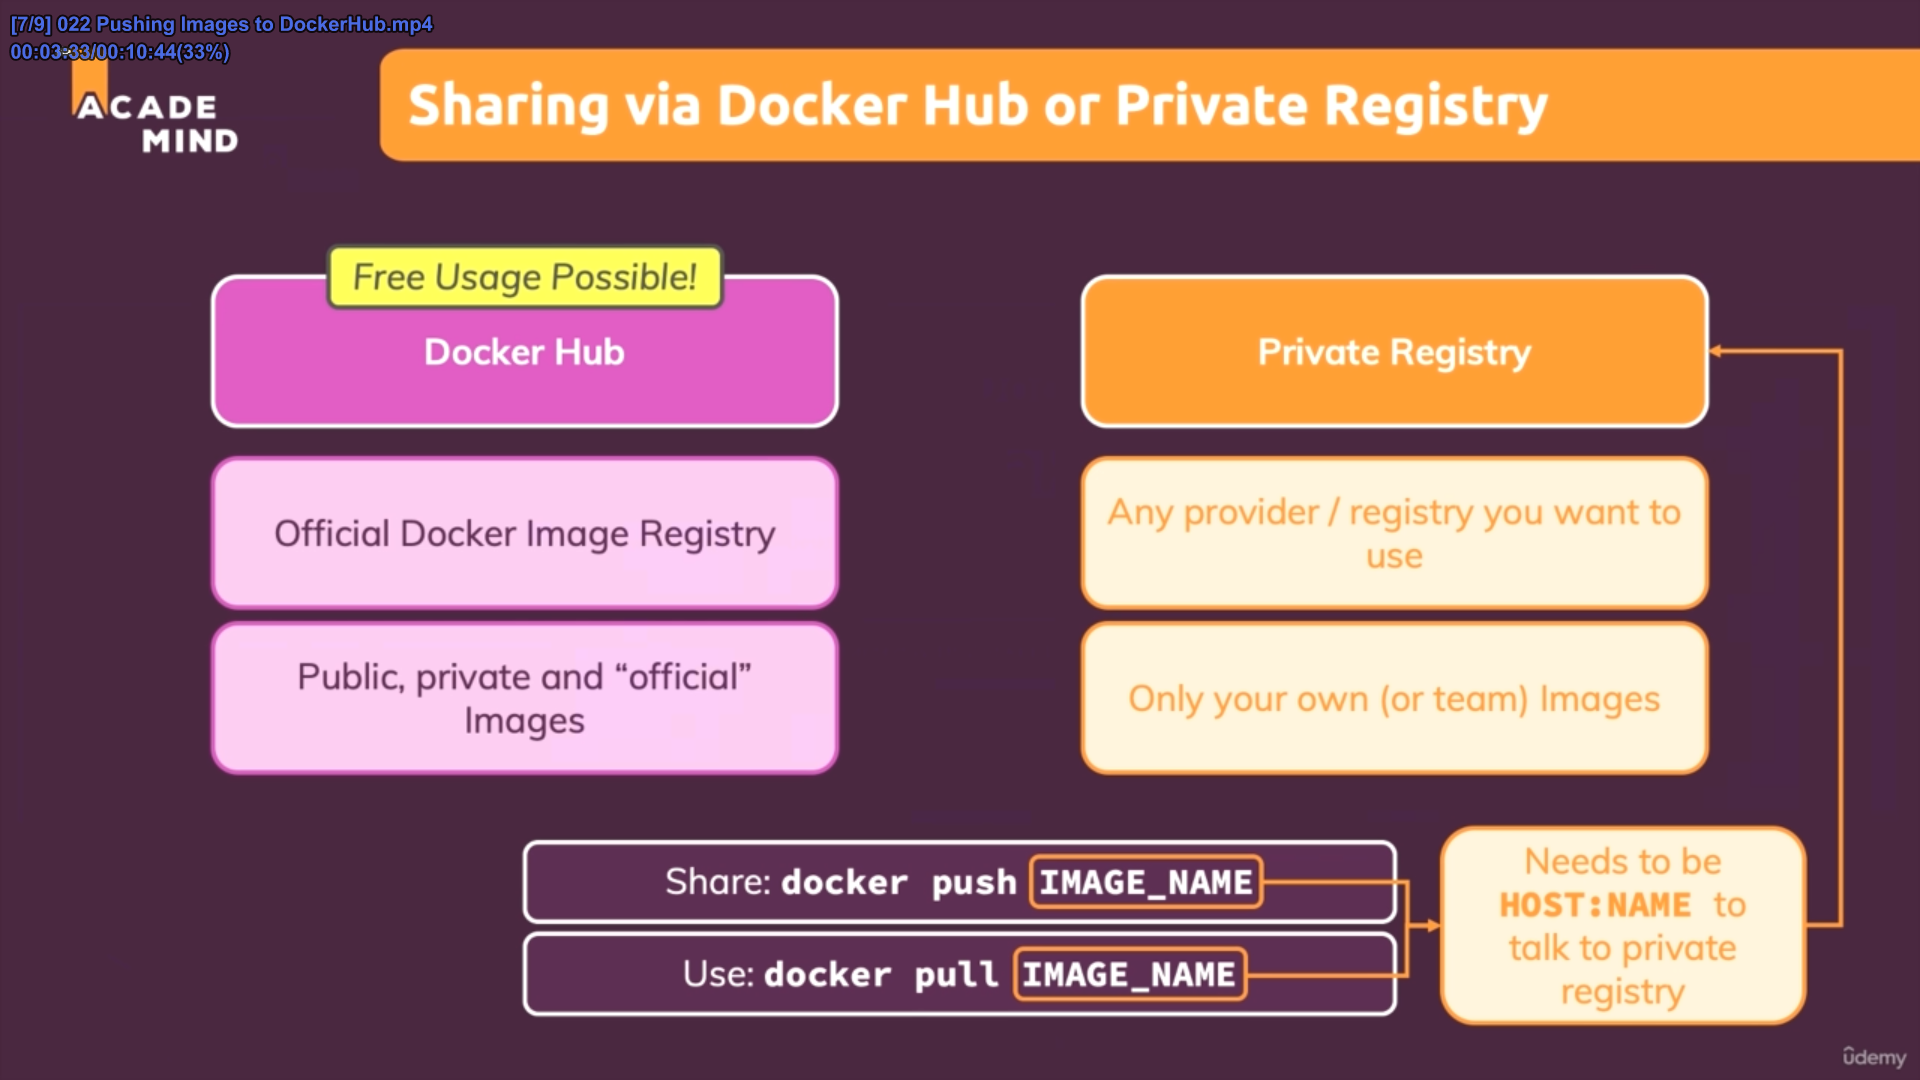 [7/9] 022 Pushing Images to DockerHub.mp4
00:03:33/00:10:44(33%)
ACADE
MIND
Sharing via Docker Hub or Private Registry
Free Usage Possible!
Docker Hub
Private Registry
Official Docker Image Registry
Any provider / registry you want to
use
Public, private and “official”
Images
Only your own (or team) Images
Share: docker push IMAGE_NAME
Use: docker pull IMAGE_NAME
Needs to be
HOST:NAME to
talk to private
registry
ûdemy